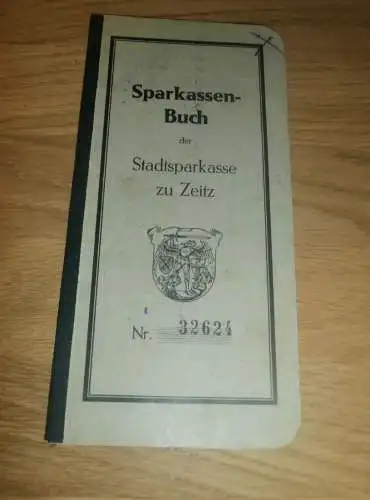 Sparkassen-
Buch
der
Stadtsparkasse
zu Zeitz
Nr. 32624